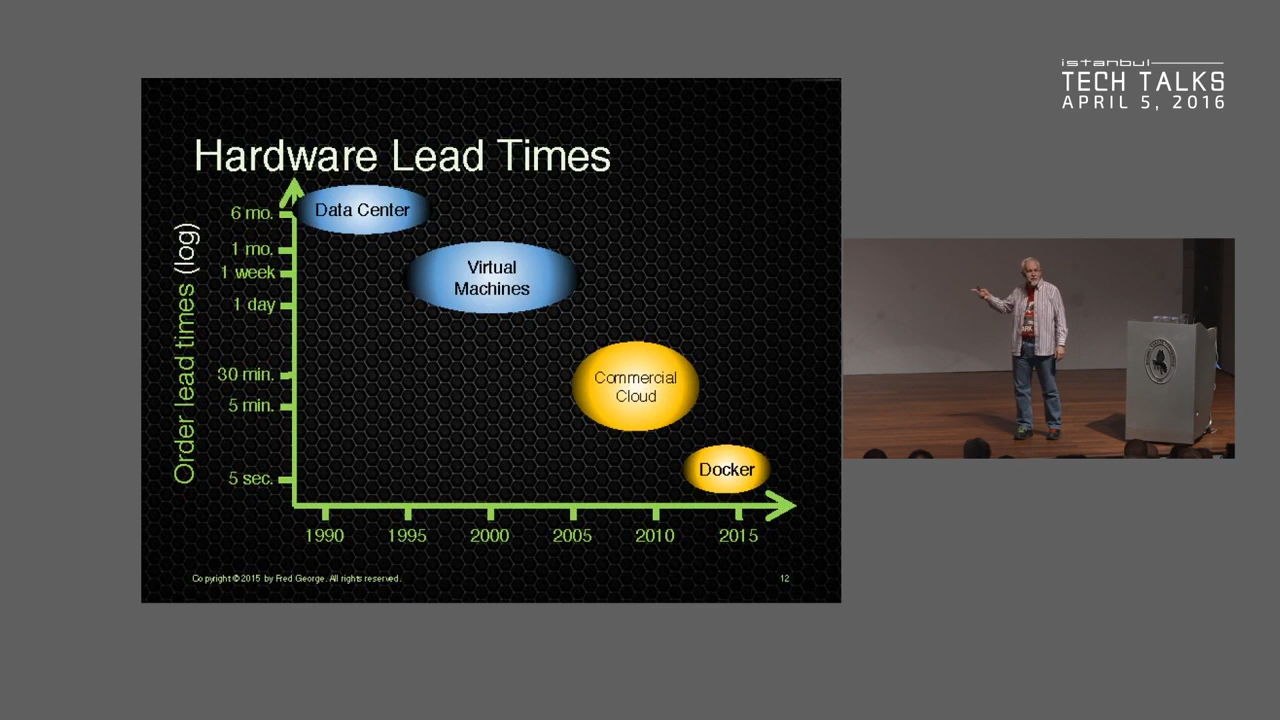 istanbul
TECH TALKS
APRIL 5, 2016
Hardware Lead Times
Order lead times (log)
6 mo.
1 mo.
1 week
1 day
30 min.
5 min.
5 sec.
Data Center
Virtual
Machines
Commercial
Cloud
Docker
1990
1995
2000
2005
2010
2015
Copyright © 2015 by Fred George. All rights reserved.
12